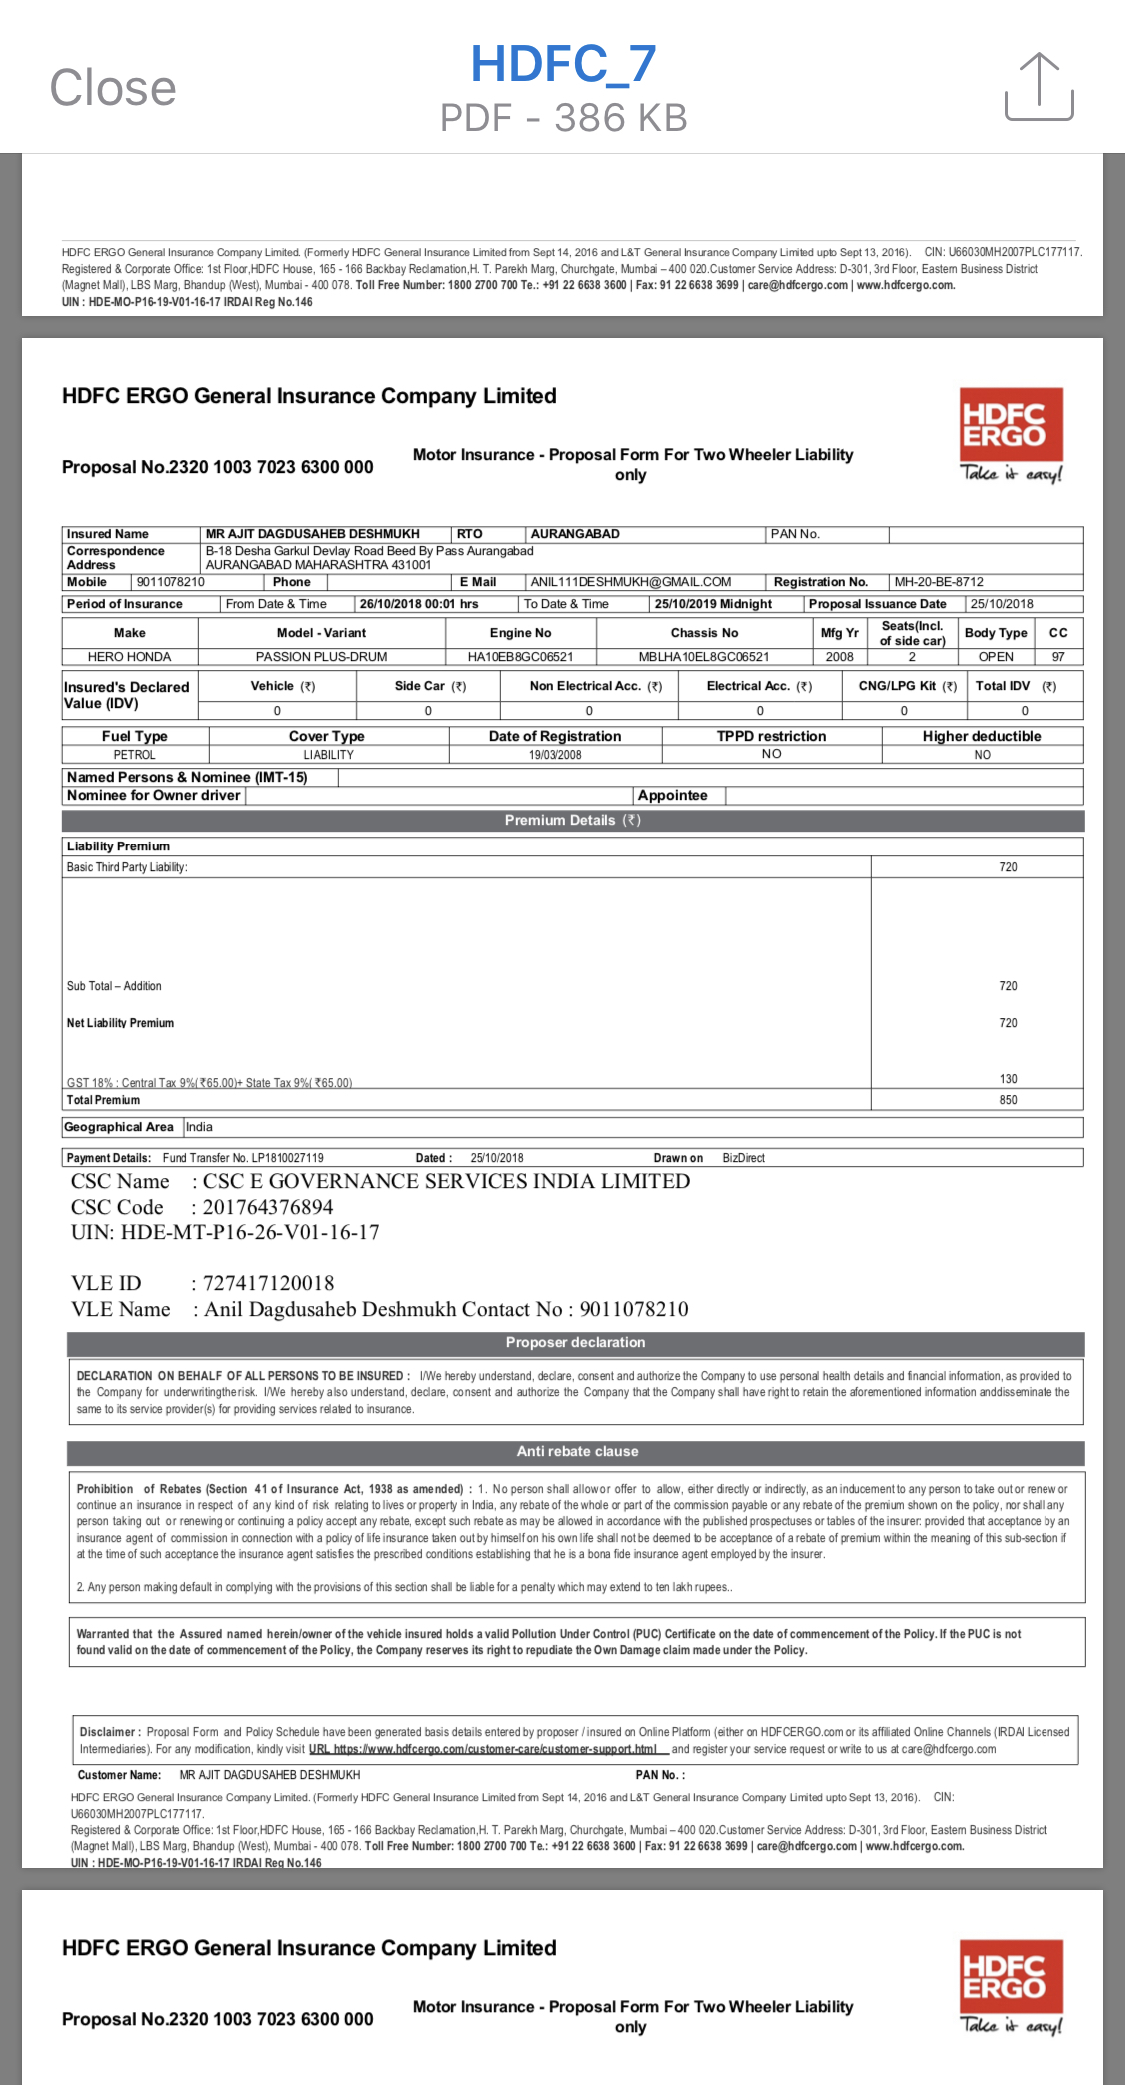 Close
HDFC_7
PDF - 386 KB
HDFC ERGO General Insurance Company Limited. (Formerly HDFC General Insurance Limited from Sept 14, 2016 and L&T General Insurance Company Limited upto Sept 13, 2016). CIN: U66030MH2007PLC177117.
Registered & Corporate Office: 1st Floor,HDFC House, 165 - 166 Backbay Reclamation,H. T. Parekh Marg, Churchgate, Mumbai – 400 020.Customer Service Address: D-301, 3rd Floor, Eastern Business District
(Magnet Mall), LBS Marg, Bhandup (West), Mumbai - 400 078. Toll Free Number: 1800 2700 700 Te.: +91 22 6638 3600 | Fax: 91 22 6638 3699 | care@hdfcergo.com | www.hdfcergo.com.
UIN : HDE-MO-P16-19-V01-16-17 IRDAI Reg No.146
HDFC ERGO General Insurance Company Limited
HDFC
ERGO
Take it easy!
Proposal No.2320 1003 7023 6300 000
Motor Insurance - Proposal Form For Two Wheeler Liability
only
Insured Name MR AJIT DAGDUSAHEB DESHMUKH RTO AURANGABAD PAN No.
Correspondence Address B-18 Desha Garkul Devlay Road Beed By Pass Aurangabad
AURANGABAD MAHARASHTRA 431001
Mobile 9011078210 Phone E Mail ANIL111DESHMUKH@GMAIL.COM Registration No. MH-20-BE-8712
Period of Insurance From Date & Time 26/10/2018 00:01 hrs To Date & Time 25/10/2019 Midnight Proposal Issuance Date 25/10/2018
Make Model - Variant Engine No Chassis No Mfg Yr Seats(Incl. of side car) Body Type CC
HERO HONDA PASSION PLUS-DRUM HA10EB8GC06521 MBLHA10EL8GC06521 2008 2 OPEN 97
Insured's Declared Value (IDV) Vehicle (₹) Side Car (₹) Non Electrical Acc. (₹) Electrical Acc. (₹) CNG/LPG Kit (₹) Total IDV (₹)
0 0 0 0 0 0
Fuel Type Cover Type Date of Registration TPPD restriction Higher deductible
PETROL LIABILITY 19/03/2008 NO NO
Named Persons & Nominee (IMT-15)
Nominee for Owner driver Appointee
Premium Details (₹)
Liability Premium
Basic Third Party Liability: 720
Sub Total – Addition 720
Net Liability Premium 720
GST 18% : Central Tax 9%(₹65.00)+ State Tax 9%( ₹65.00) 130
Total Premium 850
Geographical Area India
Payment Details: Fund Transfer No. LP1810027119 Dated : 25/10/2018 Drawn on BizDirect
CSC Name : CSC E GOVERNANCE SERVICES INDIA LIMITED
CSC Code : 201764376894
UIN: HDE-MT-P16-26-V01-16-17
VLE ID : 727417120018
VLE Name : Anil Dagdusaheb Deshmukh Contact No : 9011078210
Proposer declaration
DECLARATION ON BEHALF OF ALL PERSONS TO BE INSURED : I/We hereby understand, declare, consent and authorize the Company to use personal health details and financial information, as provided to
the Company for underwritingtherisk. I/We hereby also understand, declare, consent and authorize the Company that the Company shall have right to retain the aforementioned information anddisseminate the
same to its service provider(s) for providing services related to insurance.
Anti rebate clause
Prohibition of Rebates (Section 41 of Insurance Act, 1938 as amended) : 1. No person shall allow or offer to allow, either directly or indirectly, as an inducement to any person to take out or renew or
continue an insurance in respect of any kind of risk relating to lives or property in India, any rebate of the whole or part of the commission payable or any rebate of the premium shown on the policy, nor shall any
person taking out or renewing or continuing a policy accept any rebate, except such rebate as may be allowed in accordance with the published prospectuses or tables of the insurer: provided that acceptance by an
insurance agent of commission in connection with a policy of life insurance taken out by himself on his own life shall not be deemed to be acceptance of a rebate of premium within the meaning of this sub-section if
at the time of such acceptance the insurance agent satisfies the prescribed conditions establishing that he is a bona fide insurance agent employed by the insurer.
2. Any person making default in complying with the provisions of this section shall be liable for a penalty which may extend to ten lakh rupees..
Warranted that the Assured named herein/owner of the vehicle insured holds a valid Pollution Under Control (PUC) Certificate on the date of commencement of the Policy. If the PUC is not
found valid on the date of commencement of the Policy, the Company reserves its right to repudiate the Own Damage claim made under the Policy.
Disclaimer : Proposal Form and Policy Schedule have been generated basis details entered by proposer / insured on Online Platform (either on HDFCERGO.com or its affiliated Online Channels (IRDAI Licensed
Intermediaries). For any modification, kindly visit URL https://www.hdfcergo.com/customer-care/customer-support.html and register your service request or write to us at care@hdfcergo.com
Customer Name: MR AJIT DAGDUSAHEB DESHMUKH PAN No. :
HDFC ERGO General Insurance Company Limited. (Formerly HDFC General Insurance Limited from Sept 14, 2016 and L&T General Insurance Company Limited upto Sept 13, 2016). CIN:
U66030MH2007PLC177117.
Registered & Corporate Office: 1st Floor,HDFC House, 165 - 166 Backbay Reclamation,H. T. Parekh Marg, Churchgate, Mumbai – 400 020.Customer Service Address: D-301, 3rd Floor, Eastern Business District
(Magnet Mall), LBS Marg, Bhandup (West), Mumbai - 400 078. Toll Free Number: 1800 2700 700 Te.: +91 22 6638 3600 | Fax: 91 22 6638 3699 | care@hdfcergo.com | www.hdfcergo.com.
UIN : HDE-MO-P16-19-V01-16-17 IRDAI Reg No.146
HDFC ERGO General Insurance Company Limited
HDFC
ERGO
Take it easy!
Proposal No.2320 1003 7023 6300 000
Motor Insurance - Proposal Form For Two Wheeler Liability
only